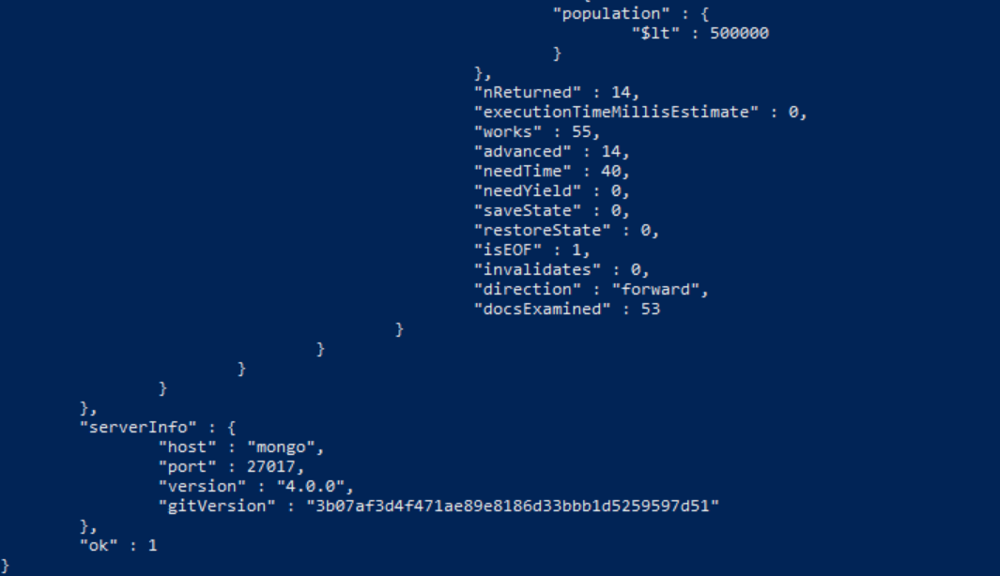 "population" : {
"$lt" : 500000
}
},
"nReturned" : 14,
"executionTimeMillisEstimate" : 0,
"works" : 55,
"advanced" : 14,
"needTime" : 40,
"needYield" : 0,
"saveState" : 0,
"restoreState" : 0,
"isEOF" : 1,
"invalidates" : 0,
"direction" : "forward",
"docsExamined" : 53
}
}
}
}
},
"serverInfo" : {
"host" : "mongo",
"port" : 27017,
"version" : "4.0.0",
"gitVersion" : "3b07af3d4f471ae89e8186d33bbb1d5259597d51"
},
"ok" : 1
}